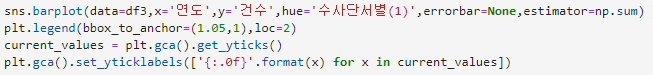 sns.barplot(data=df3,x='연도',y='건수',hue='수사단서별(1)',errorbar=None,estimator=np.sum)
plt.legend(bbox_to_anchor=(1.05,1),loc=2)
current_values = plt.gca().get_yticks()
plt.gca().set_yticklabels(['{:.0f}'.format(x) for x in current_values])